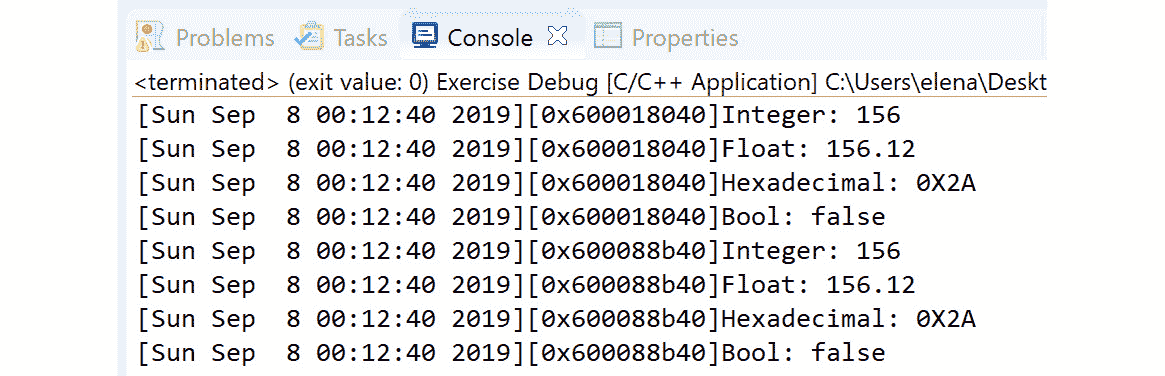 Problems Tasks Console Properties
<terminated> (exit value: 0) Exercise Debug [C/C++ Application] C:\Users\elena\Deskt
[Sun Sep  8 00:12:40 2019][0x600018040]Integer: 156
[Sun Sep  8 00:12:40 2019][0x600018040]Float: 156.12
[Sun Sep  8 00:12:40 2019][0x600018040]Hexadecimal: 0X2A
[Sun Sep  8 00:12:40 2019][0x600018040]Bool: false
[Sun Sep  8 00:12:40 2019][0x600088b40]Integer: 156
[Sun Sep  8 00:12:40 2019][0x600088b40]Float: 156.12
[Sun Sep  8 00:12:40 2019][0x600088b40]Hexadecimal: 0X2A
[Sun Sep  8 00:12:40 2019][0x600088b40]Bool: false